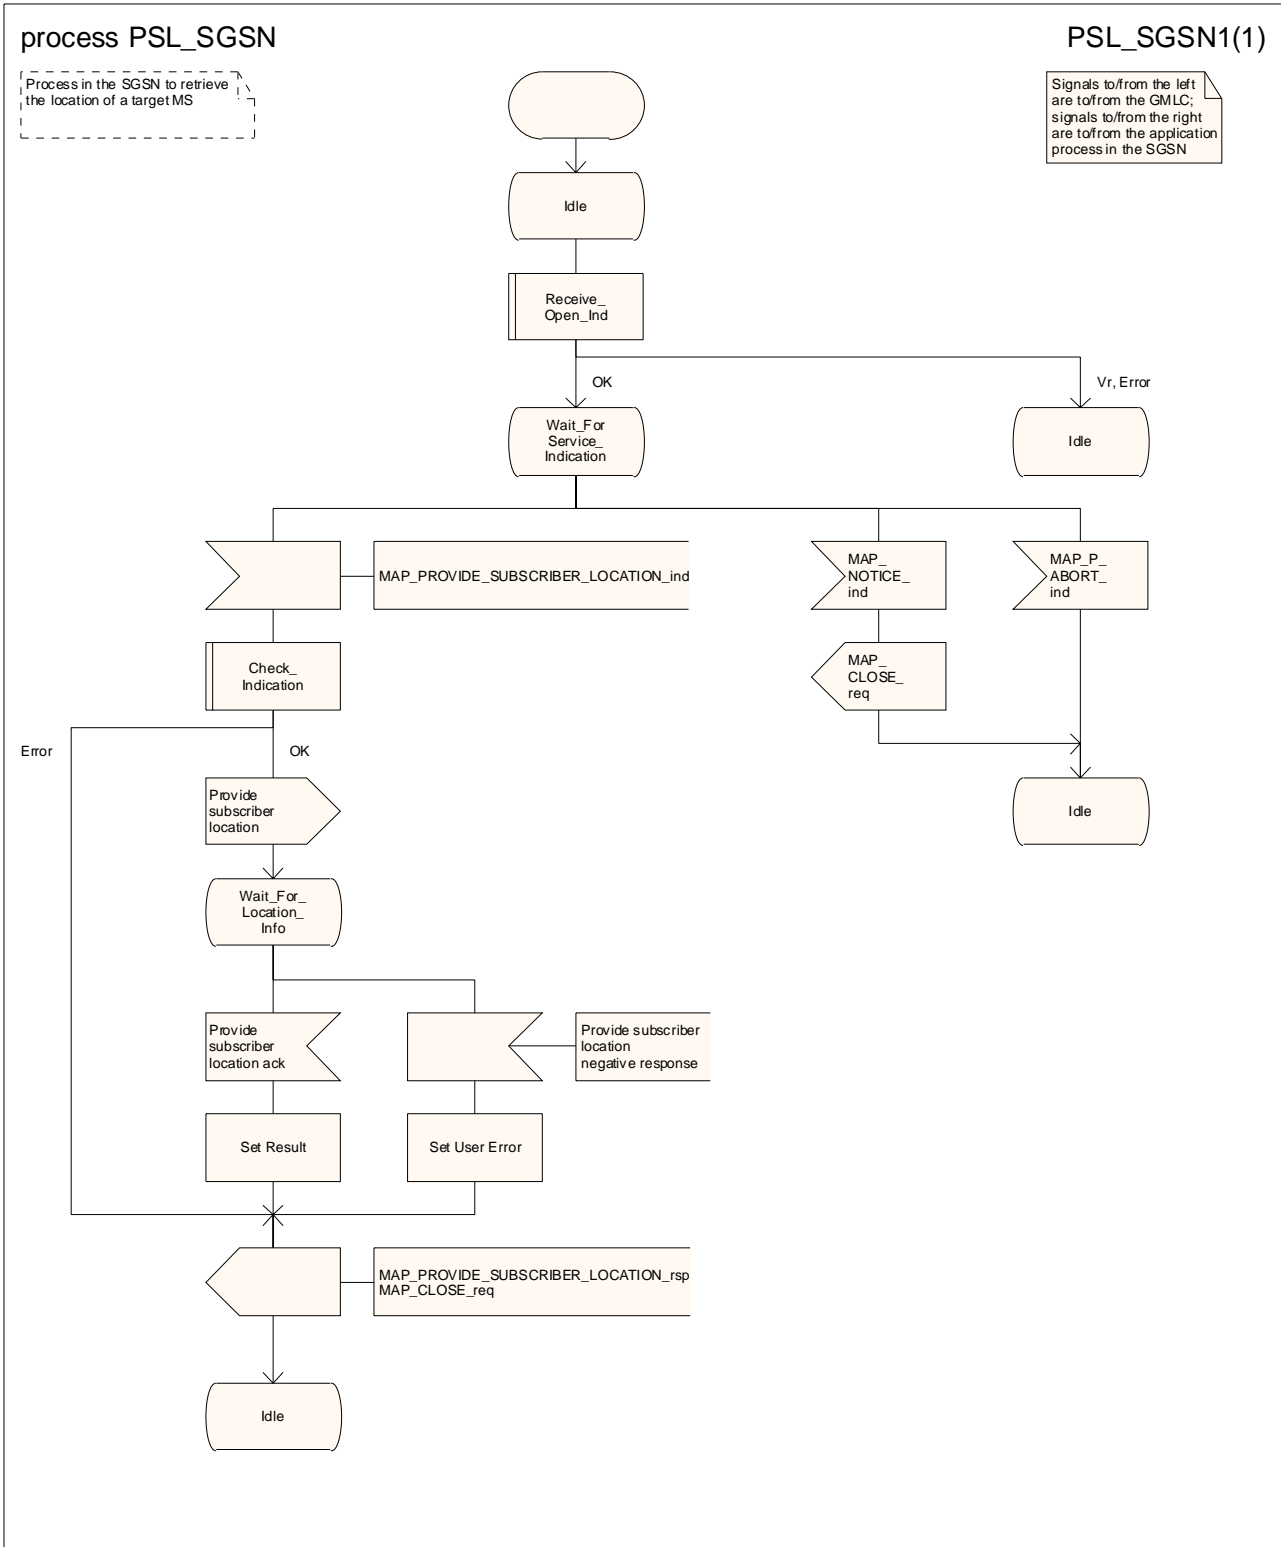 process PSL_SGSN
PSL_SGSN1(1)
Process in the SGSN to retrieve
the location of a target MS
Signals to/from the left
are to/from the GMLC;
signals to/from the right
are to/from the application
process in the SGSN
Idle
Receive_
Open_Ind
OK
Vr, Error
Wait_For
Service_
Indication
Idle
MAP_PROVIDE_SUBSCRIBER_LOCATION_ind
MAP_
NOTICE_
ind
MAP_P_
ABORT_
ind
Check_
Indication
MAP_
CLOSE_
req
Error
OK
Provide
subscriber
location
Idle
Wait_For_
Location_
Info
Provide
subscriber
location ack
Provide subscriber
location
negative response
Set Result
Set User Error
MAP_PROVIDE_SUBSCRIBER_LOCATION_rsp
MAP_CLOSE_req
Idle